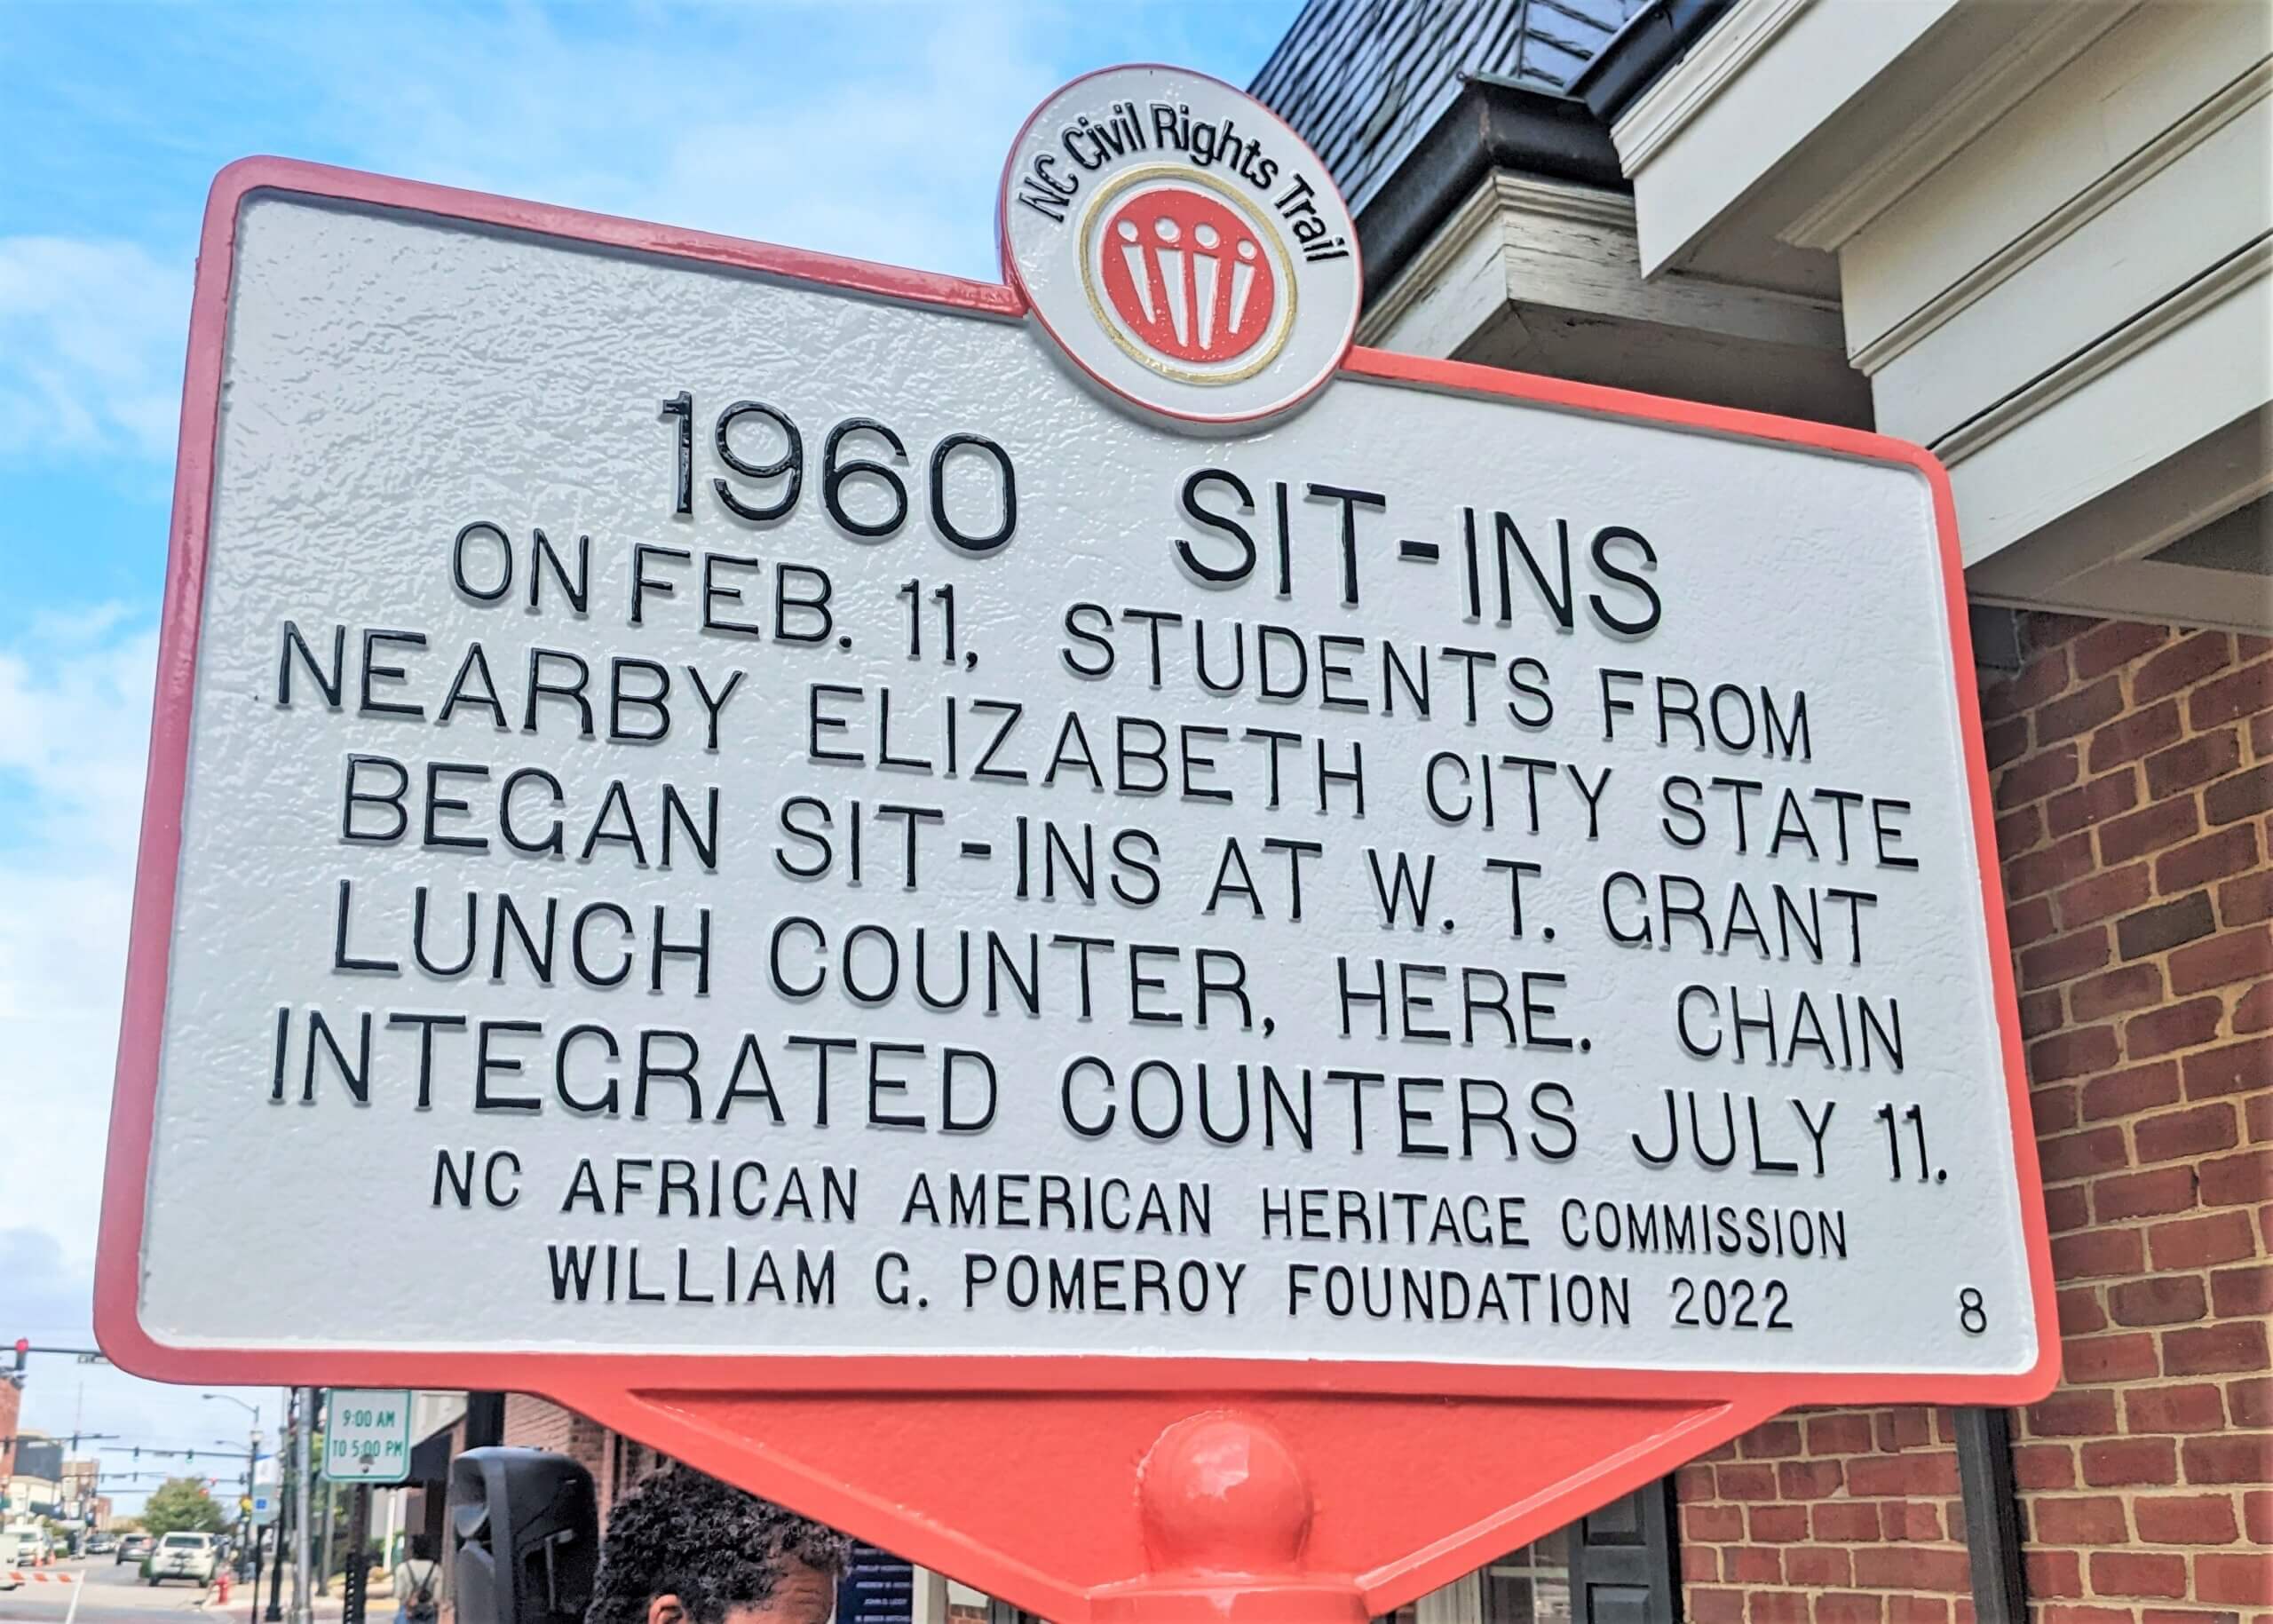 NC Civil Rights Trail
1960 SIT-INS
ON FEB. 11, STUDENTS FROM
NEARBY ELIZABETH CITY STATE
BEGAN SIT-INS AT W. T. GRANT
LUNCH COUNTER, HERE. CHAIN
INTEGRATED COUNTERS JULY 11.
NC AFRICAN AMERICAN HERITAGE COMMISSION
WILLIAM G. POMEROY FOUNDATION 2022
8
9:00 AM
TO 5:00 PM